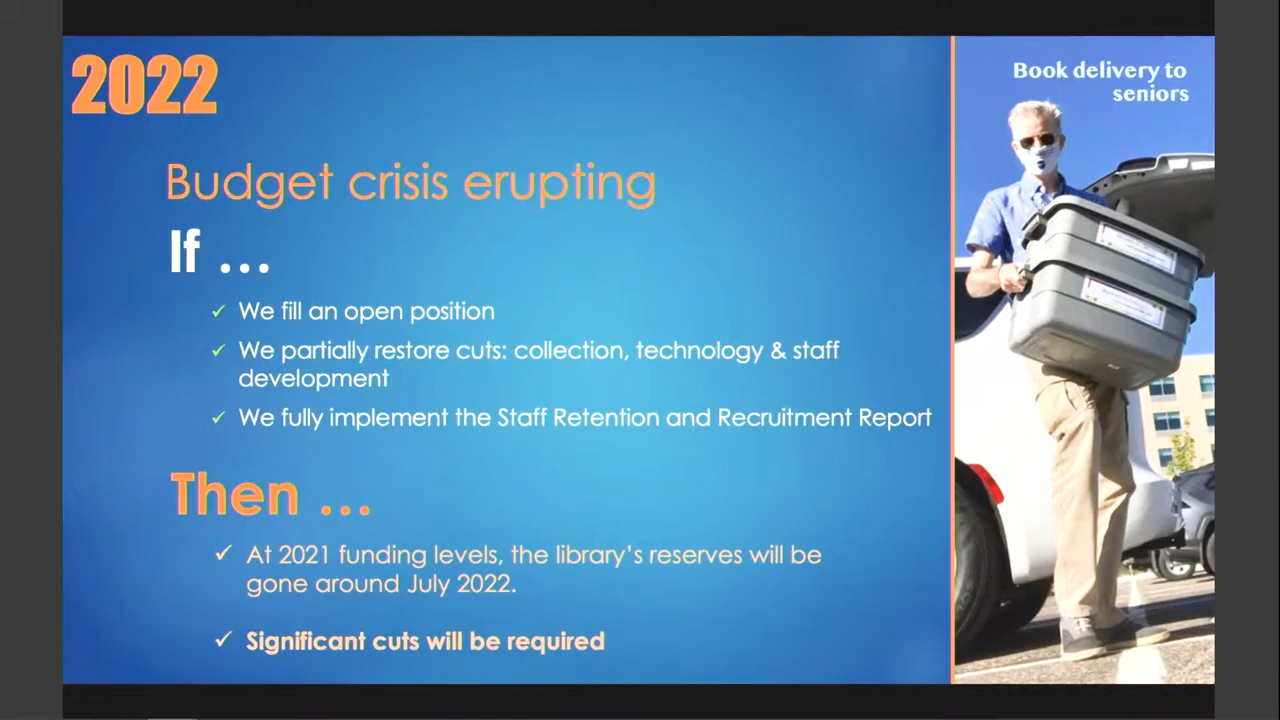 2022
Book delivery to
seniors
Budget crisis erupting
If ...
✓ We fill an open position
✓ We partially restore cuts: collection, technology & staff
development
✓ We fully implement the Staff Retention and Recruitment Report
Then ...
✓ At 2021 funding levels, the library's reserves will be
gone around July 2022.
✓ Significant cuts will be required